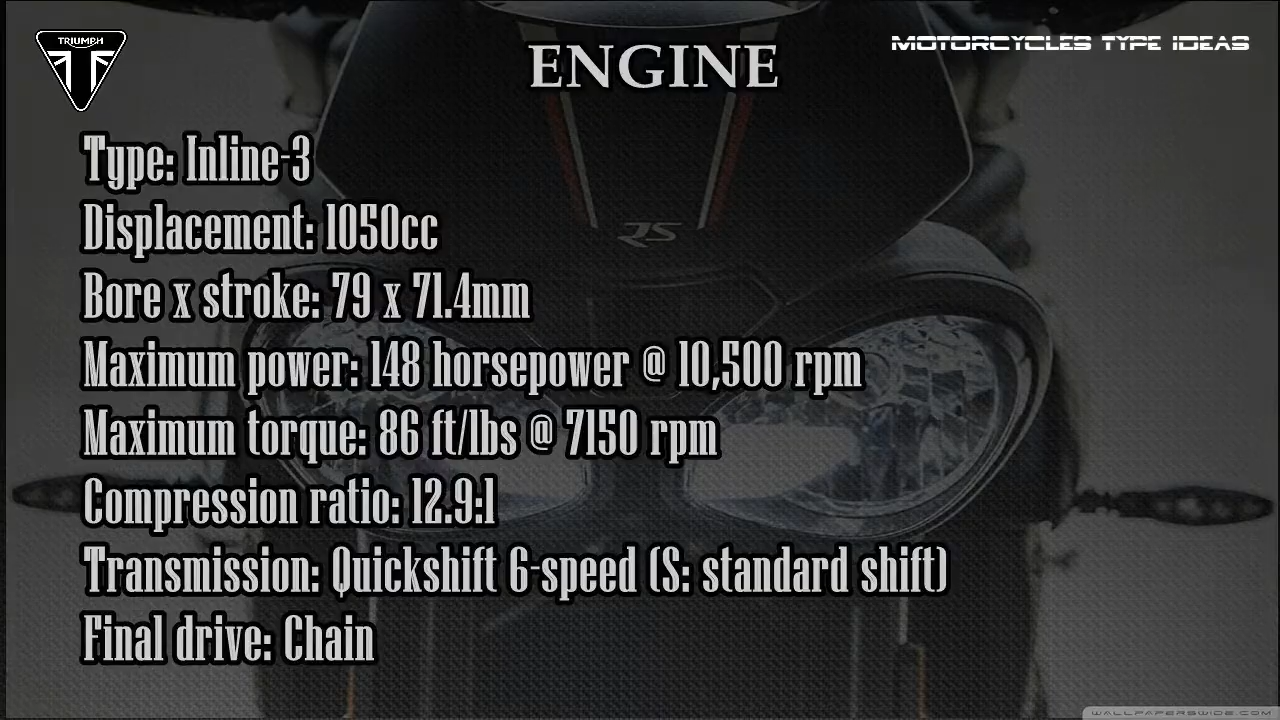 TRIUMPH
ENGINE
MOTORCYCLES TYPE IDEAS
RS
Type: Inline-3
Displacement: 1050cc
Bore x stroke: 79 x 71.4mm
Maximum power: 148 horsepower @ 10,500 rpm
Maximum torque: 86 ft/lbs @ 7150 rpm
Compression ratio: 12.9:1
Transmission: Quickshift 6-speed (S: standard shift)
Final drive: Chain
WALLPAPERSWIDE.COM